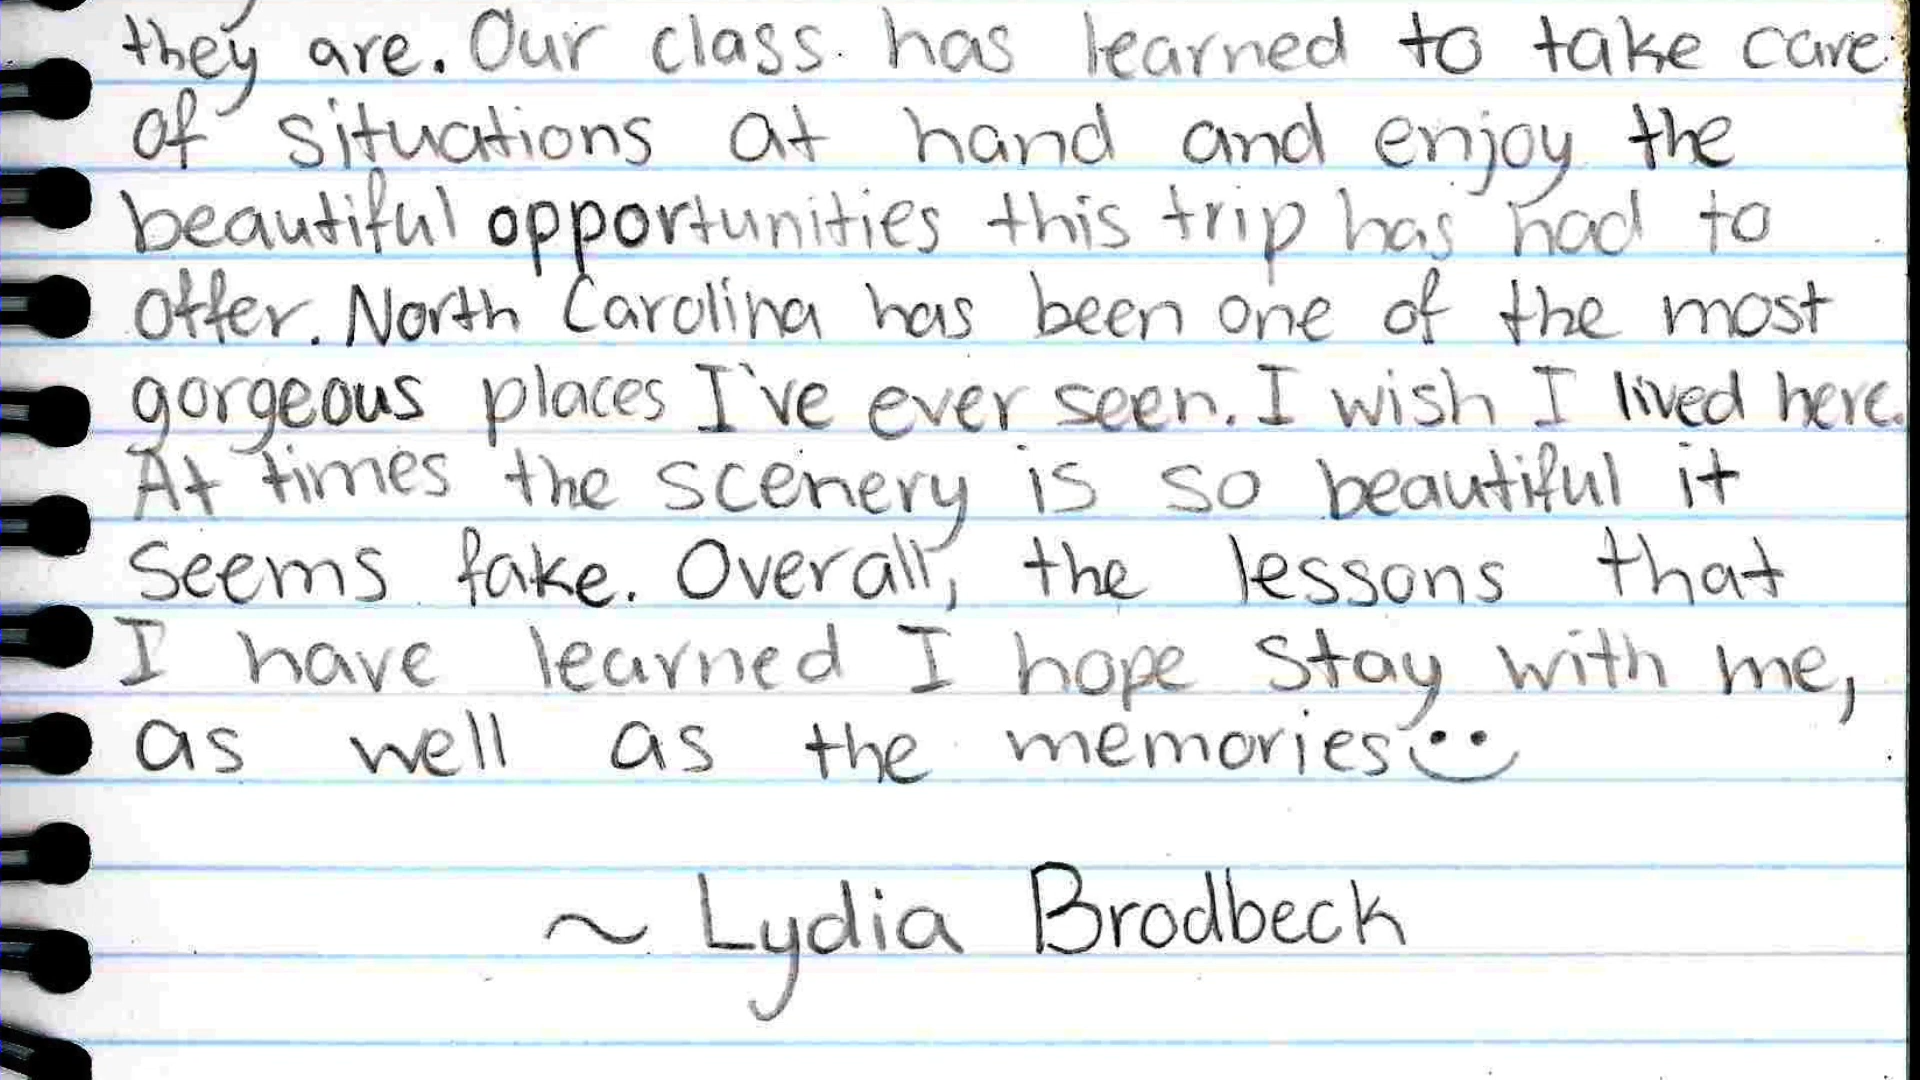 they are. Our class has learned to take care
of situations at hand and enjoy the
beautiful opportunities this trip has had to
offer. North Carolina has been one of the most
gorgeous places I've ever seen. I wish I lived here.
At times the scenery is so beautiful it
seems fake. Overall, the lessons that
I have learned I hope stay with me,
as well as the memories
~ Lydia Brodbeck